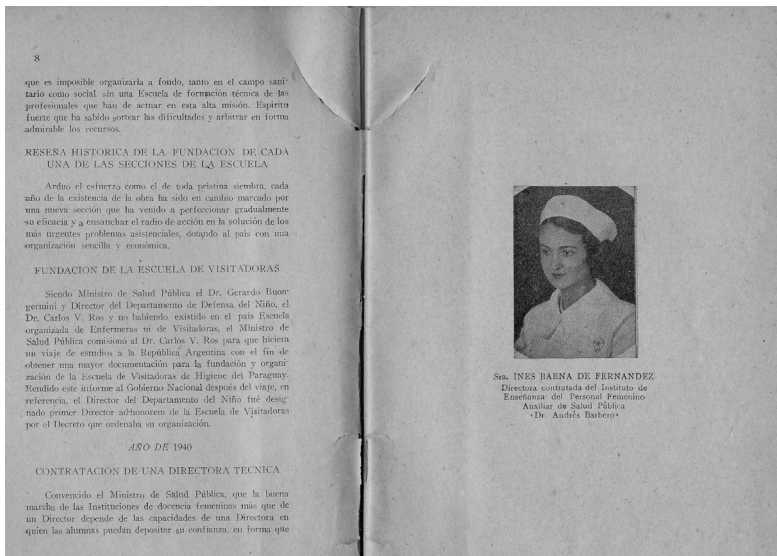 8
que es imposible organizarla a fondo, tanto en el campo sani-
tario como social sin una Escuela de formación técnica de las
profesionales que han de actuar en esta alta misión. Espíritu
fuerte que ha sabido sortear las dificultades y arbitrar en forma
admirable los recursos.
RESEÑA HISTORICA DE LA FUNDACION DE CADA
UNA DE LAS SECCIONES DE LA ESCUELA
Arduo el esfuerzo como el de toda prístina siembra, cada
año de la existencia de la obra ha sido en cambio marcado por
una nueva sección que ha venido a perfeccionar gradualmente
su eficacia y a ensanchar el radio de acción en la solución de los
más urgentes problemas asistenciales, dotando al país con una
organización sencilla y económica.
FUNDACION DE LA ESCUELA DE VISITADORAS
Siendo Ministro de Salud Pública el Dr. Gerardo Buon-
germini y Director del Departamento de Defensa del Niño, el
Dr. Carlos V. Ros y no habiendo existido en el país Escuela
organizada de Enfermeras ni de Visitadoras, el Ministro de
Salud Pública comisionó al Dr. Carlos V. Ros para que hiciera
un viaje de estudios a la República Argentina con el fin de
obtener una mayor documentación para la fundación y organi-
zación de la Escuela de Visitadoras de Higiene del Paraguay.
Rendido este informe al Gobierno Nacional después del viaje, en
referencia, el Director del Departamento del Niño fué desig-
nado primer Director adhonorem de la Escuela de Visitadoras
por el Decreto que ordenaba su organización.
AÑO DE 1940
CONTRATACION DE UNA DIRECTORA TECNICA
Convencido el Ministro de Salud Pública, que la buena
marcha de las Instituciones de docencia femeninas más que de
un Director depende de las capacidades de una Directora en
quien las alumnas puedan depositar su confianza, en forma que
Sra. INES BAENA DE FERNANDEZ
Directora contratada del Instituto de
Enseñanza del Personal Femenino
Auxiliar de Salud Pública
«Dr. Andrés Barbero»